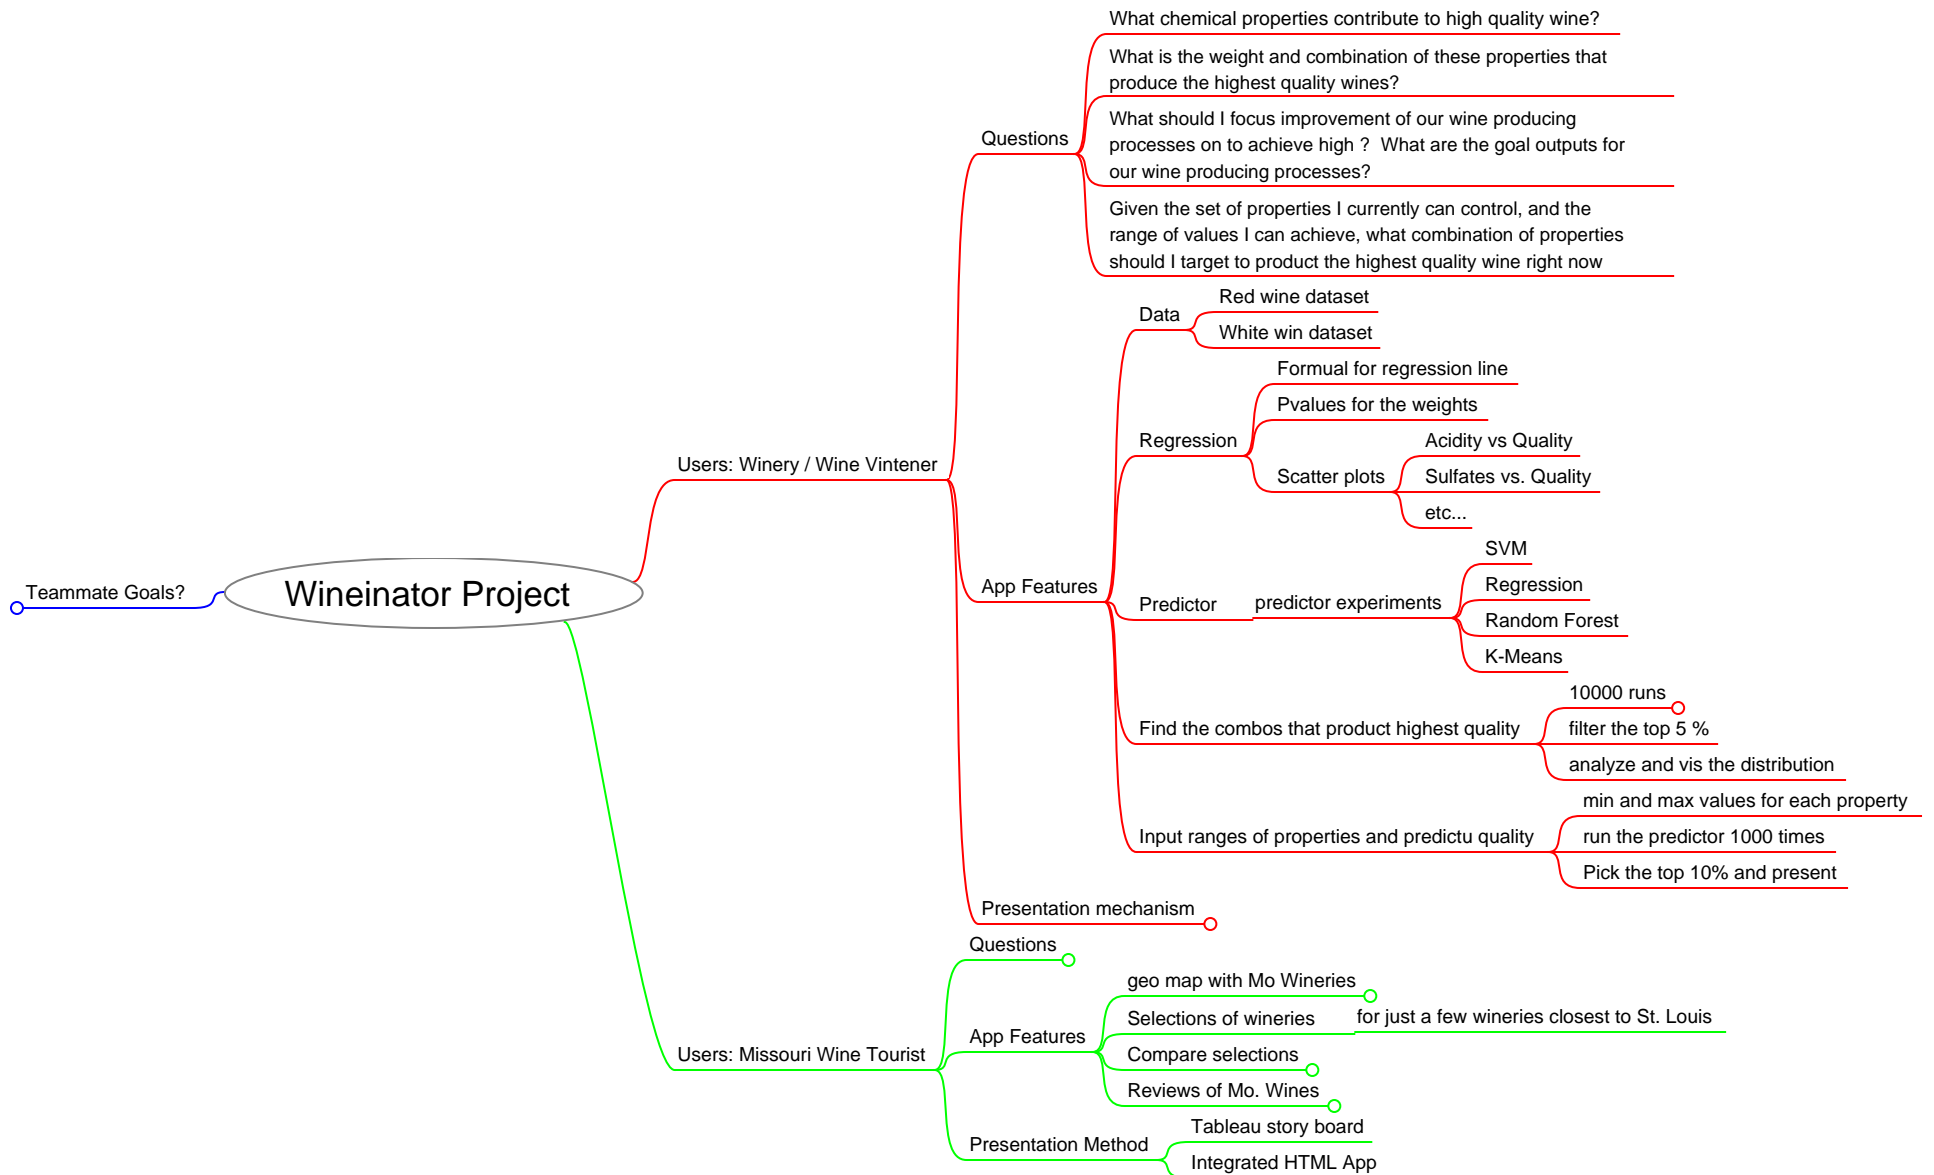 What chemical properties contribute to high quality wine?
What is the weight and combination of these properties that
produce the highest quality wines?
Questions
What should I focus improvement of our wine producing
processes on to achieve high ?  What are the goal outputs for
our wine producing processes?
Given the set of properties I currently can control, and the
range of values I can achieve, what combination of properties
should I target to product the highest quality wine right now
Data
Red wine dataset
White win dataset
Regression
Formual for regression line
Pvalues for the weights
Scatter plots
Acidity vs Quality
Sulfates vs. Quality
etc...
Users: Winery / Wine Vintener
App Features
Predictor
predictor experiments
SVM
Regression
Random Forest
K-Means
Teammate Goals?
Wineinator Project
Find the combos that product highest quality
10000 runs
filter the top 5 %
analyze and vis the distribution
Input ranges of properties and predictu quality
min and max values for each property
run the predictor 1000 times
Pick the top 10% and present
Presentation mechanism
Users: Missouri Wine Tourist
Questions
App Features
geo map with Mo Wineries
Selections of wineries
for just a few wineries closest to St. Louis
Compare selections
Reviews of Mo. Wines
Presentation Method
Tableau story board
Integrated HTML App